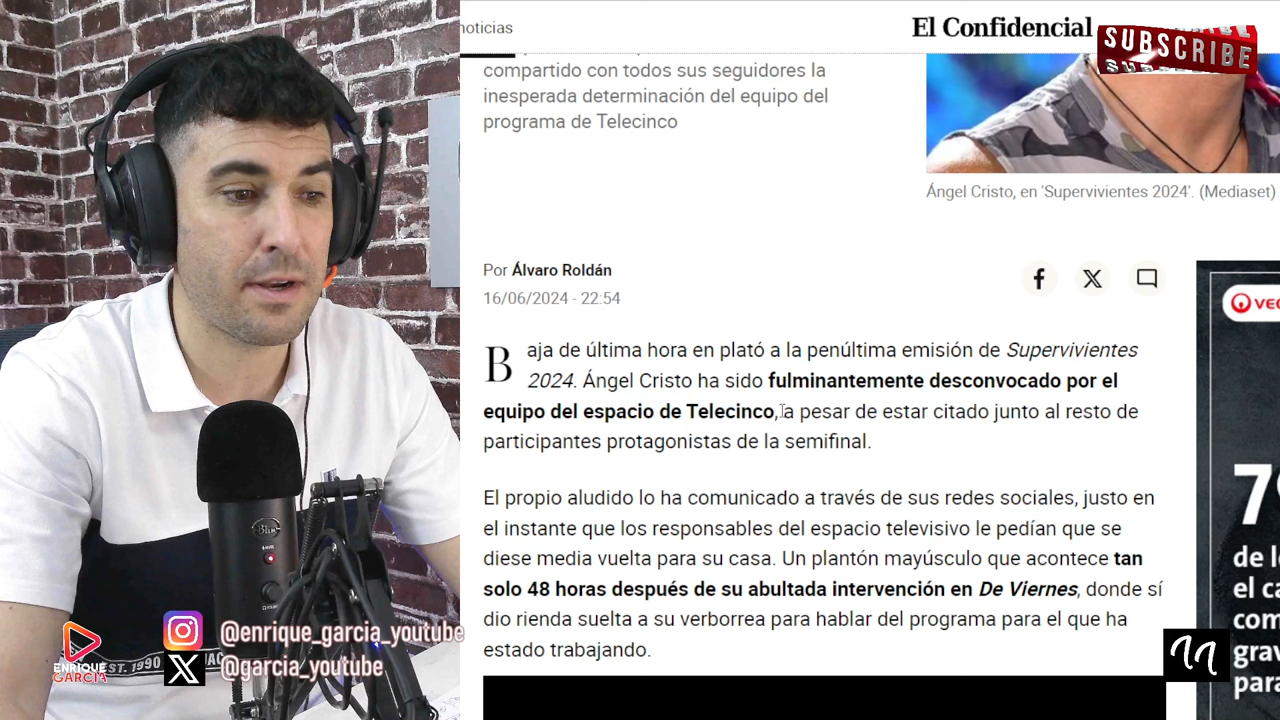 noticias
El Confidencial
SUBSCRIBE
compartido con todos sus seguidores la
inesperada determinación del equipo del
programa de Telecinco
Ángel Cristo, en 'Supervivientes 2024'. (Mediaset)
Por Álvaro Roldán
16/06/2024 - 22:54
Baja de última hora en plató a la penúltima emisión de Supervivientes
2024. Ángel Cristo ha sido fulminantemente desconvocado por el
equipo del espacio de Telecinco, a pesar de estar citado junto al resto de
participantes protagonistas de la semifinal.
El propio aludido lo ha comunicado a través de sus redes sociales, justo en
el instante que los responsables del espacio televisivo le pedían que se
diese media vuelta para su casa. Un plantón mayúsculo que acontece tan
solo 48 horas después de su abultada intervención en De Viernes, donde sí
dio rienda suelta a su verborrea para hablar del programa para el que ha
estado trabajando.
Blue
@enrique_garcia_youtube
@garcia_youtube
ENRIQUE
GARCIA
EST. 1990